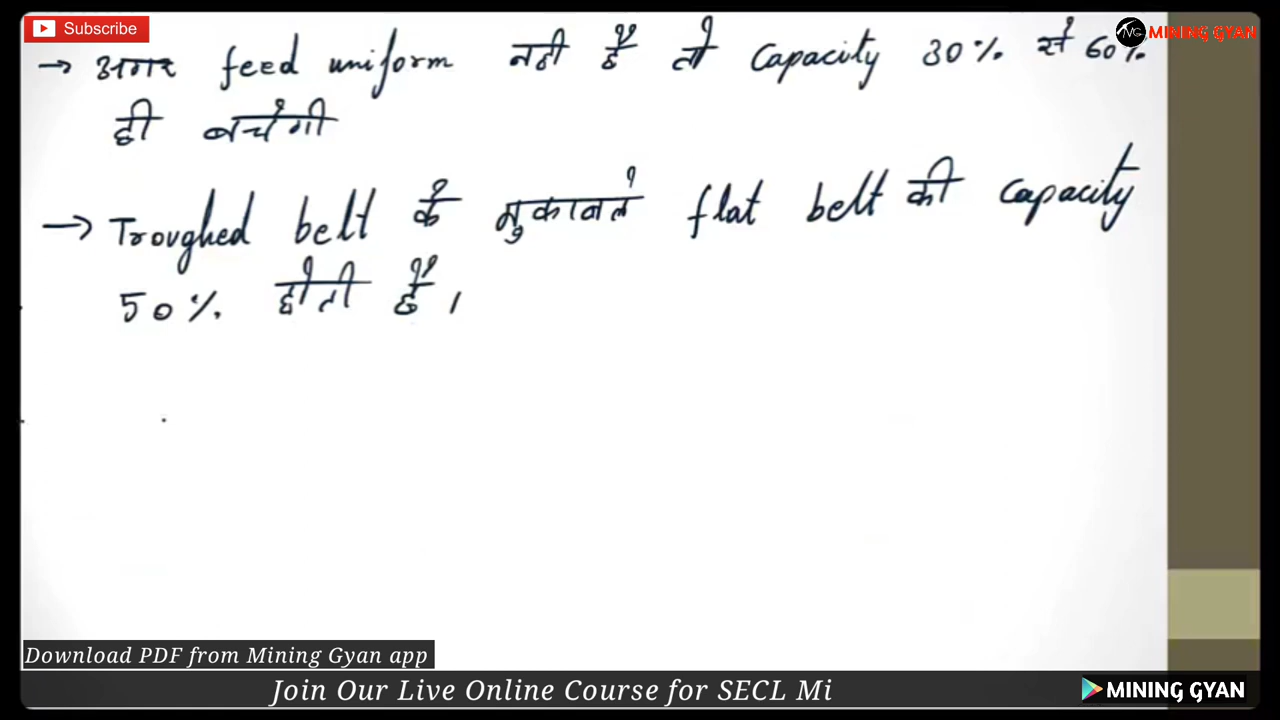 Subscribe
MINING GYAN
→ अगर feed uniform नही है तो Capacity 30% से 60%
ही बचेगी
→ Troughed belt के मुकाबले flat belt की capacity
50% होती है ।
Download PDF from Mining Gyan app
Join Our Live Online Course for SECL Mi
MINING GYAN